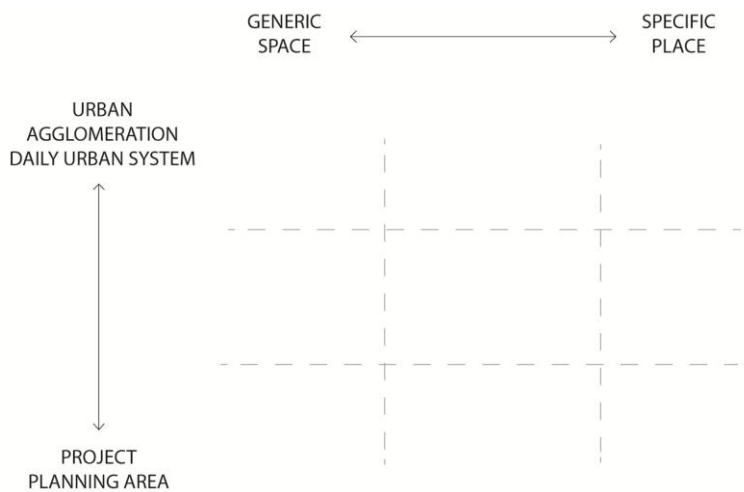 GENERIC
SPACE
SPECIFIC
PLACE
URBAN
AGGLOMERATION
DAILY URBAN SYSTEM
PROJECT
PLANNING AREA